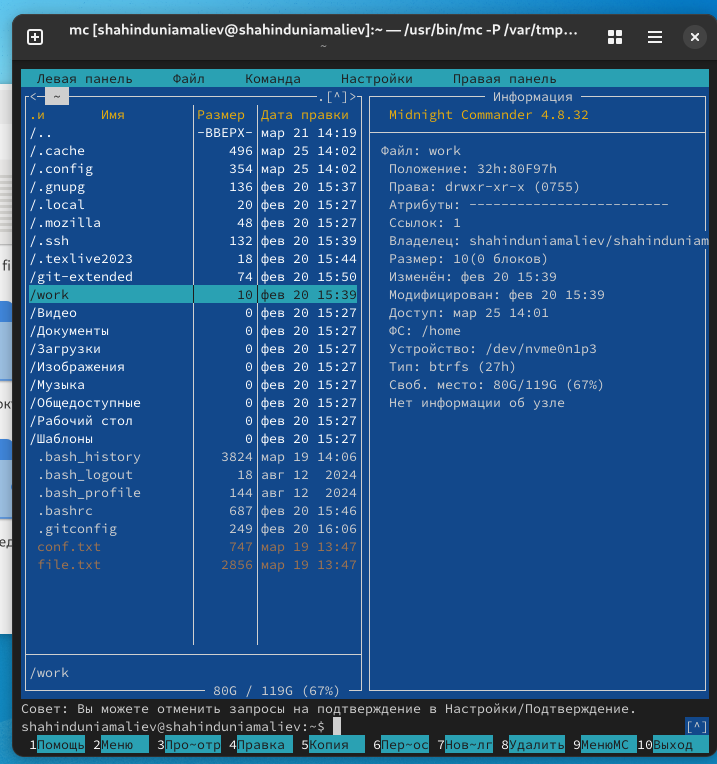 mc [shahinduniamaliev@shahinduniamaliev]:~ — /usr/bin/mc -P /var/tmp…
~
Левая панель Файл Команда Настройки Правая панель
<─ ~ .[^]>
.и Имя Размер Дата правки
/.. -ВВЕРХ- мар 21 14:19
/.cache 496 мар 25 14:02
/.config 354 мар 25 14:02
/.gnupg 136 фев 20 15:37
/.local 20 фев 20 15:27
/.mozilla 48 фев 20 15:27
/.ssh 132 фев 20 15:39
/.texlive2023 18 фев 20 15:44
/git-extended 74 фев 20 15:50
/work 10 фев 20 15:39
/Видео 0 фев 20 15:27
/Документы 0 фев 20 15:27
/Загрузки 0 фев 20 15:27
/Изображения 0 фев 20 15:27
/Музыка 0 фев 20 15:27
/Общедоступные 0 фев 20 15:27
/Рабочий стол 0 фев 20 15:27
/Шаблоны 0 фев 20 15:27
.bash_history 3824 мар 19 14:06
.bash_logout 18 авг 12 2024
.bash_profile 144 авг 12 2024
.bashrc 687 фев 20 15:46
.gitconfig 249 фев 20 16:06
conf.txt 747 мар 19 13:47
file.txt 2856 мар 19 13:47
/work
80G / 119G (67%)
Информация
Midnight Commander 4.8.32
Файл: work
Положение: 32h:80F97h
Права: drwxr-xr-x (0755)
Атрибуты: -------------------------
Ссылок: 1
Владелец: shahinduniamaliev/shahinduniam
Размер: 10(0 блоков)
Изменён: фев 20 15:39
Модифицирован: фев 20 15:39
Доступ: мар 25 14:01
ФС: /home
Устройство: /dev/nvme0n1p3
Тип: btrfs (27h)
Своб. место: 80G/119G (67%)
Нет информации об узле
Совет: Вы можете отменить запросы на подтверждение в Настройки/Подтверждение.
shahinduniamaliev@shahinduniamaliev:~$ [^]
1Помощь 2Меню 3Про~отр 4Правка 5Копия 6Пер~ос 7Нов~лг 8Удалить 9МенюМС 10Выход